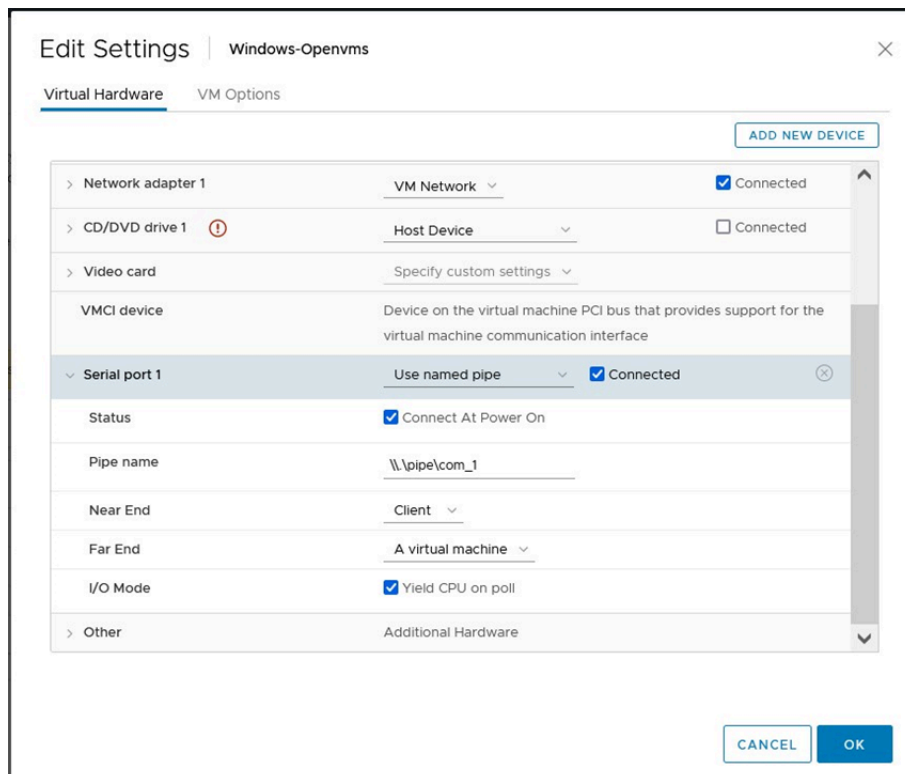 Edit Settings Windows-Openvms
Virtual Hardware VM Options
ADD NEW DEVICE
Network adapter 1 VM Network Connected
CD/DVD drive 1 Host Device Connected
Video card Specify custom settings
VMCI device Device on the virtual machine PCI bus that provides support for the
virtual machine communication interface
Serial port 1 Use named pipe Connected
Status Connect At Power On
Pipe name \\.\pipe\com_1
Near End Client
Far End A virtual machine
I/O Mode Yield CPU on poll
Other Additional Hardware
CANCEL OK